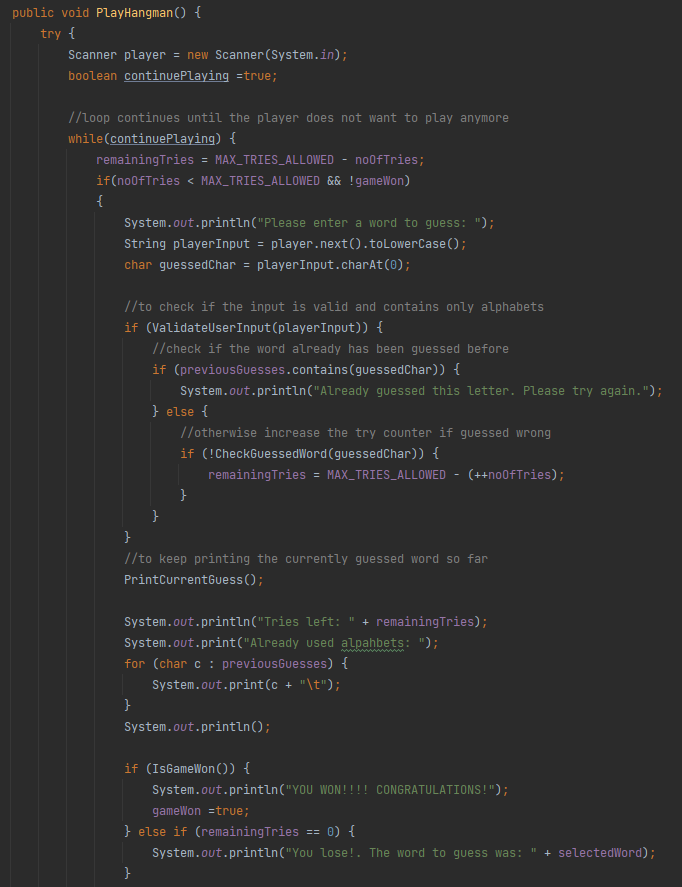 public void PlayHangman() {
try {
Scanner player = new Scanner(System.in);
boolean continuePlaying =true;
//loop continues until the player does not want to play anymore
while(continuePlaying) {
remainingTries = MAX_TRIES_ALLOWED - noOfTries;
if(noOfTries < MAX_TRIES_ALLOWED && !gameWon)
{
System.out.println("Please enter a word to guess: ");
String playerInput = player.next().toLowerCase();
char guessedChar = playerInput.charAt(0);
//to check if the input is valid and contains only alphabets
if (ValidateUserInput(playerInput)) {
//check if the word already has been guessed before
if (previousGuesses.contains(guessedChar)) {
System.out.println("Already guessed this letter. Please try again.");
} else {
//otherwise increase the try counter if guessed wrong
if (!CheckGuessedWord(guessedChar)) {
remainingTries = MAX_TRIES_ALLOWED - (++noOfTries);
}
}
}
//to keep printing the currently guessed word so far
PrintCurrentGuess();
System.out.println("Tries left: " + remainingTries);
System.out.print("Already used alpahbets: ");
for (char c : previousGuesses) {
System.out.print(c + "\t");
}
System.out.println();
if (IsGameWon()) {
System.out.println("YOU WON!!!! CONGRATULATIONS!");
gameWon =true;
} else if (remainingTries == 0) {
System.out.println("You lose!. The word to guess was: " + selectedWord);
}